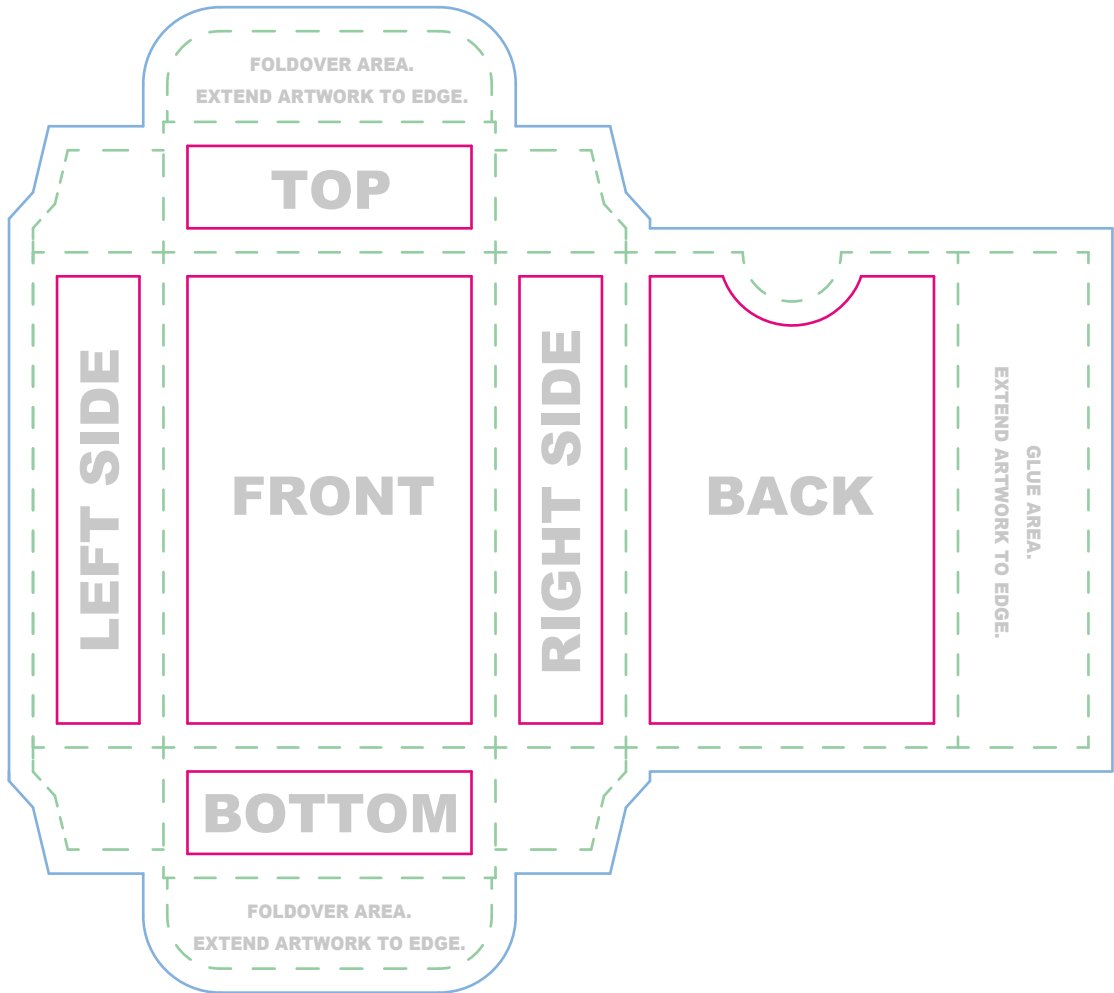 FOLDOVER AREA.
EXTEND ARTWORK TO EDGE.
TOP
LEFT SIDE
FRONT
RIGHT SIDE
BACK
GLUE AREA.
EXTEND ARTWORK TO EDGE.
BOTTOM
FOLDOVER AREA.
EXTEND ARTWORK TO EDGE.